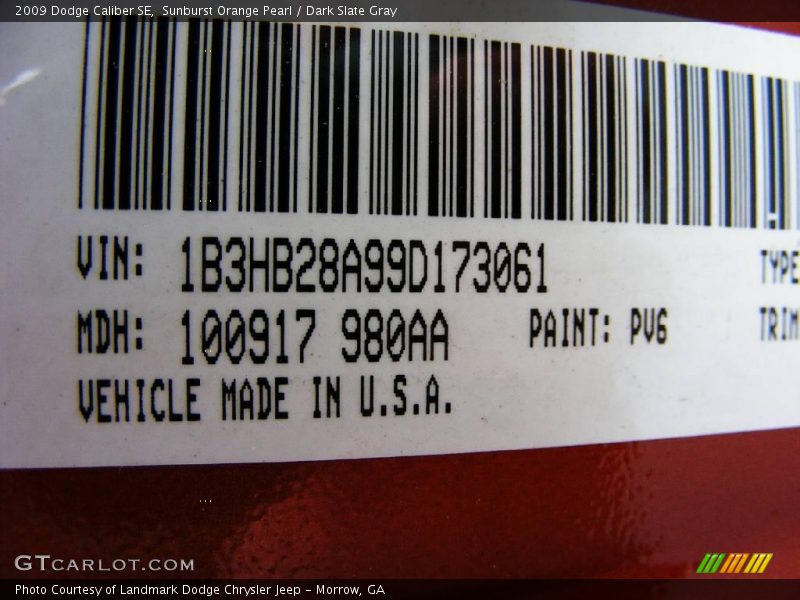 2009 Dodge Caliber SE, Sunburst Orange Pearl / Dark Slate Gray
VIN: 1B3HB28A99D173061 TYPE
MDH: 100917 980AA PAINT: PV6 TRIM
VEHICLE MADE IN U.S.A.
GTCARLOT.COM
Photo Courtesy of Landmark Dodge Chrysler Jeep - Morrow, GA